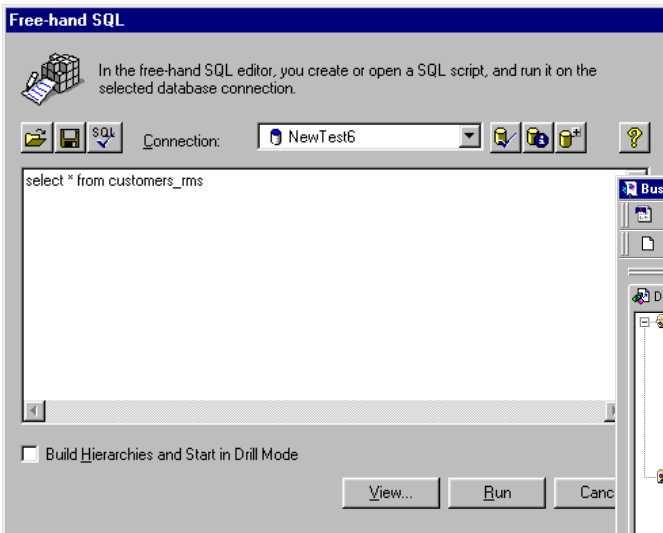 Free-hand SQL
In the free-hand SQL editor, you create or open a SQL script, and run it on the
selected database connection.
SQL
Connection:
NewTest6
?
select * from customers_rms
Bus
D
Build Hierarchies and Start in Drill Mode
View...
Run
Canc